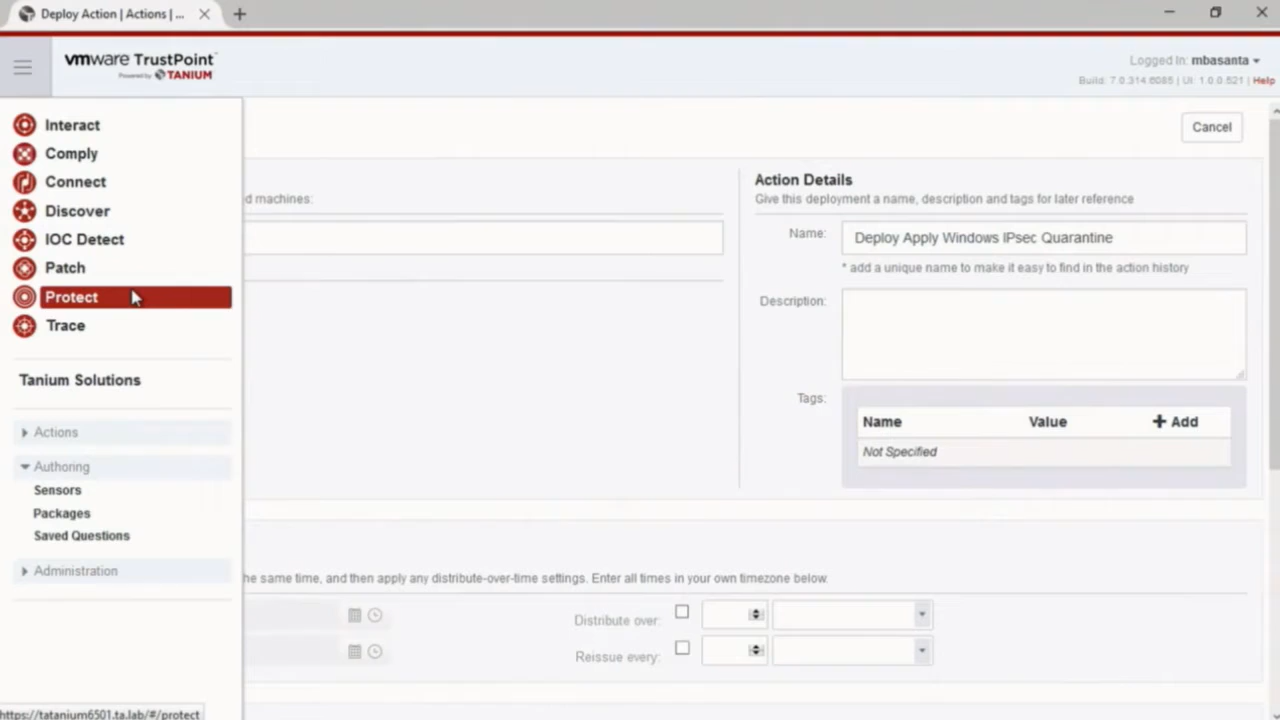 Deploy Action | Actions | ...
vmware TrustPoint™
Powered by TANIUM
Logged In: mbasanta
Build: 7.0.314.6085 | UI: 1.0.0.521 | Help
Interact
Comply
Connect
Discover
IOC Detect
Patch
Protect
Trace
Tanium Solutions
Actions
Authoring
Sensors
Packages
Saved Questions
Administration
Cancel
d machines:
Action Details
Give this deployment a name, description and tags for later reference
Name: Deploy Apply Windows IPsec Quarantine
* add a unique name to make it easy to find in the action history
Description:
Tags:
Name Value + Add
Not Specified
he same time, and then apply any distribute-over-time settings. Enter all times in your own timezone below.
Distribute over:
Reissue every:
https://tatanium6501.ta.lab/#/protect